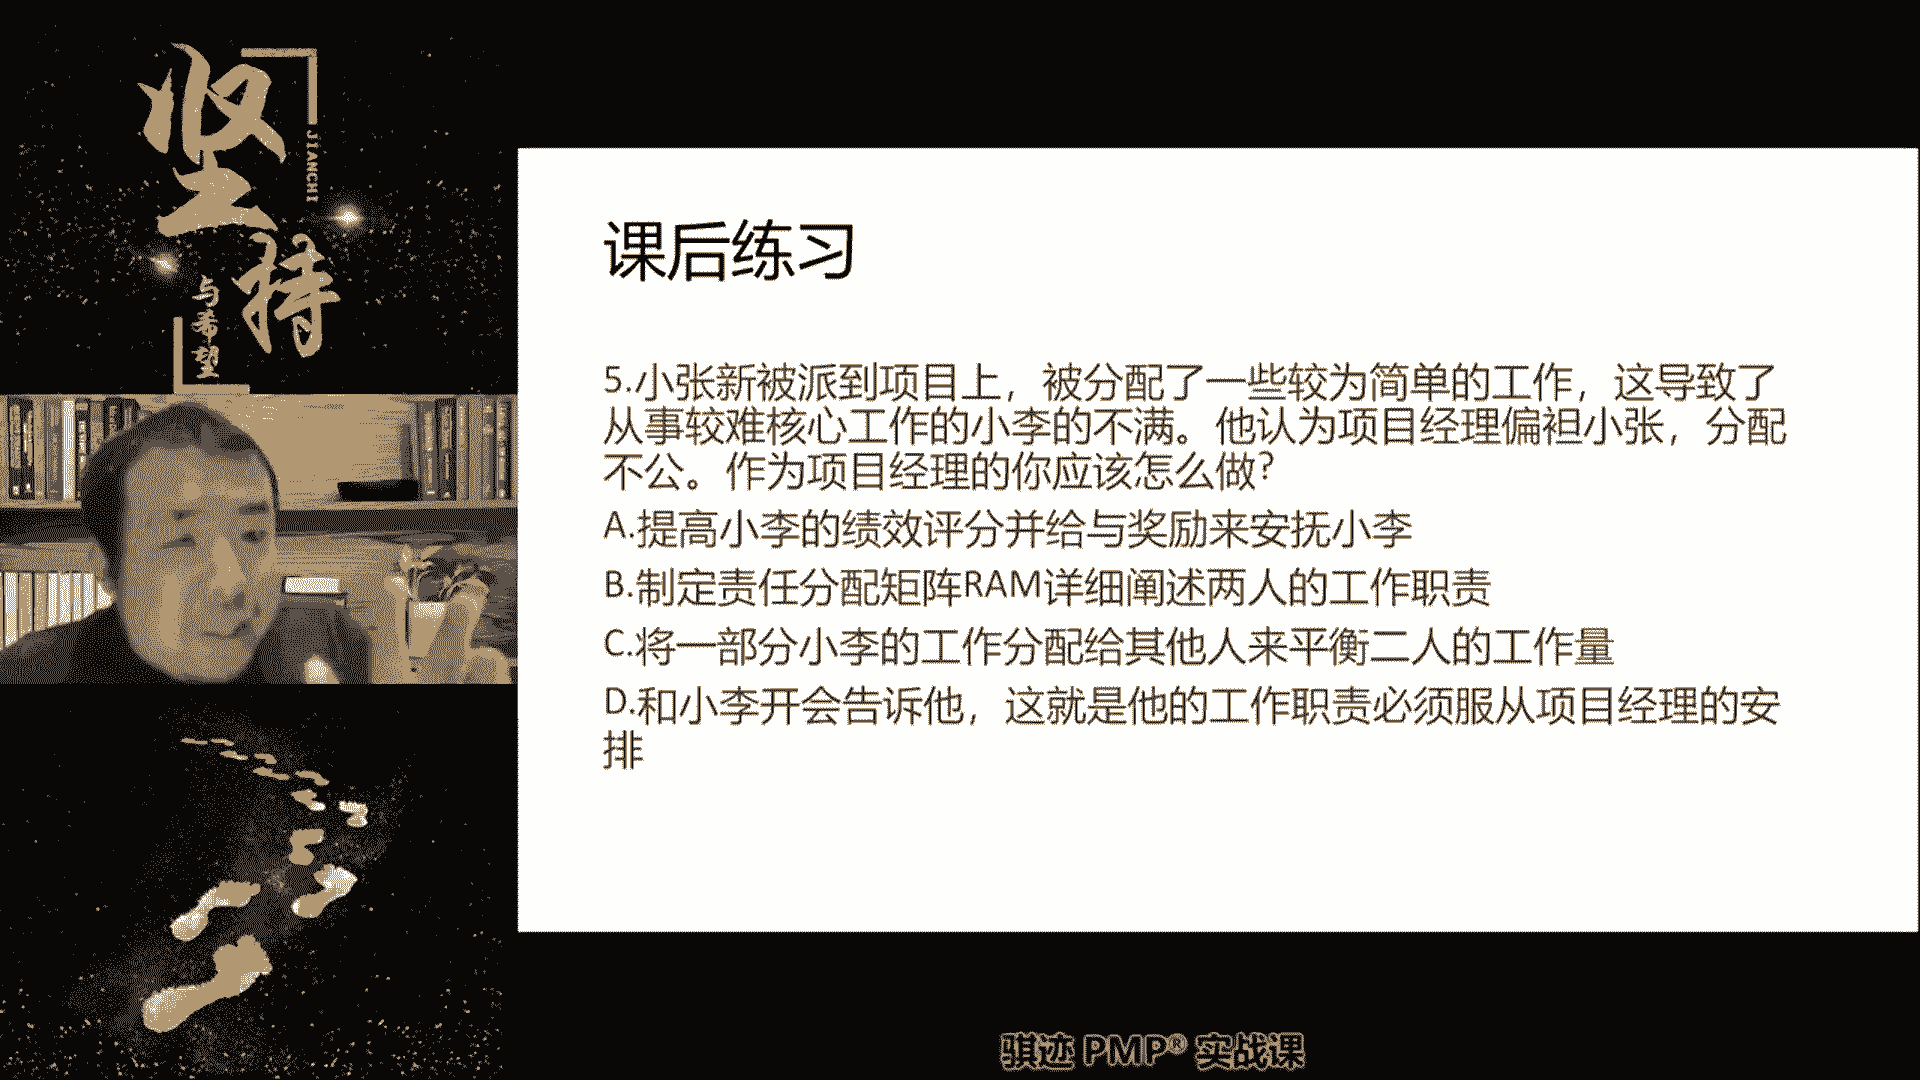 坚持
JIANCHI
与希望
课后练习
5.小张新被派到项目上，被分配了一些较为简单的工作，这导致了
从事较难核心工作的小李的不满。他认为项目经理偏袒小张，分配
不公。作为项目经理的你应该怎么做?
A.提高小李的绩效评分并给与奖励来安抚小李
B.制定责任分配矩阵RAM详细阐述两人的工作职责
C.将一部分小李的工作分配给其他人来平衡二人的工作量
D.和小李开会告诉他，这就是他的工作职责必须服从项目经理的安
排
骐迹 PMP® 实战课